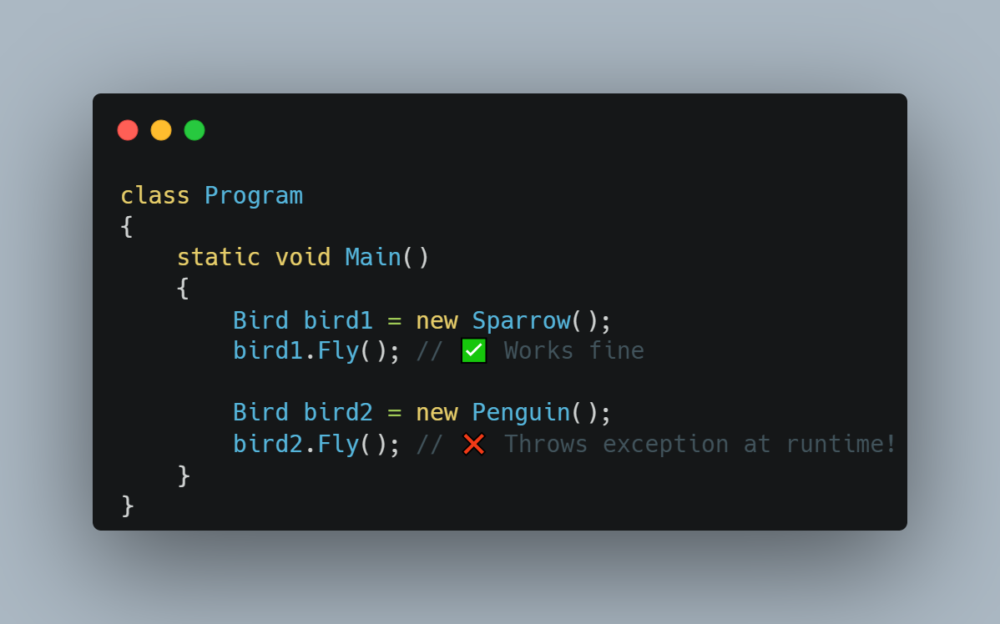 class Program
{
    static void Main()
    {
        Bird bird1 = new Sparrow();
        bird1.Fly(); // ✅ Works fine

        Bird bird2 = new Penguin();
        bird2.Fly(); // ❌ Throws exception at runtime!
    }
}